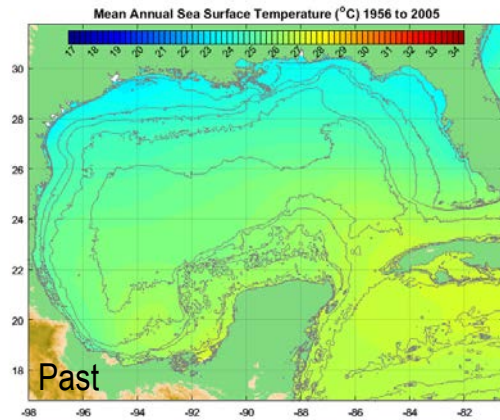 Mean Annual Sea Surface Temperature (°C) 1956 to 2005
17 18 19 20 21 22 23 24 25 26 27 28 29 30 31 32 33 34
30
28
26
24
22
20
18
Past
-98 -96 -94 -92 -90 -88 -86 -84 -82